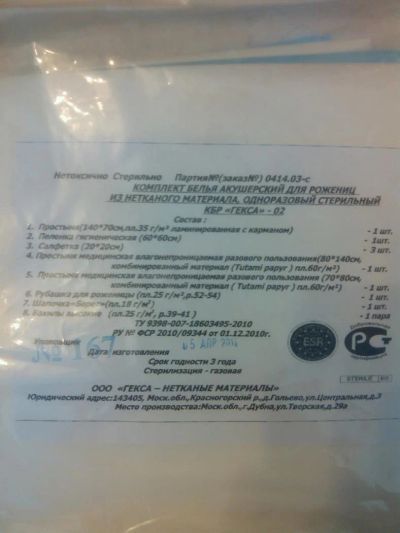 Нетоксично Стерильно Партия№(заказ№) 0414.03-с
КОМПЛЕКТ БЕЛЬЯ АКУШЕРСКИЙ ДЛЯ РОЖЕНИЦ
ИЗ НЕТКАНОГО МАТЕРИАЛА, ОДНОРАЗОВЫЙ СТЕРИЛЬНЫЙ
КБР «ГЕКСА» - 02
Состав:
1. Простыня(140*70см,пл.35 г/м² ламинированная с карманом) - 1 шт.
2. Пеленка гигиеническая (60*60см) - 1шт.
3. Салфетка (20*20см) - 3 шт.
4. Простыня медицинская влагонепроницаемая разового пользования(80*140см,
комбинированный материал (Tutami papyr) пл.60г/м²) - 1 шт.
5. Простыня медицинская влагонепроницаемая разового пользования (70*80см,
комбинированный материал ( Tutami papyr ) пл.60г/м²) - 1 шт.
6. Рубашка для роженицы (пл.25 г/м²,р.52-54) - 1 шт.
7. Шапочка«Берет»(пл.18 г/м²) - 1 шт.
8. Бахилы высокие (пл.25 г/м², р.39-41 ) - 1 пара
ТУ 9398-007-18603495-2010
РУ № ФСР 2010/09344 от 01.12.2010г.
Упаковщик № 167
Дата изготовления 05 АПР
Срок годности 3 года
Стерилизация - газовая
ESR
РС
Добровольная
сертификация
STERILE EO
ООО «ГЕКСА – НЕТКАНЫЕ МАТЕРИАЛЫ»
Юридический адрес:143405, Моск.обл.,Красногорский р.,д.Гольево,ул.Центральная,д.3
Место производства:Моск.обл.,г.Дубна,ул.Тверская,д.29а